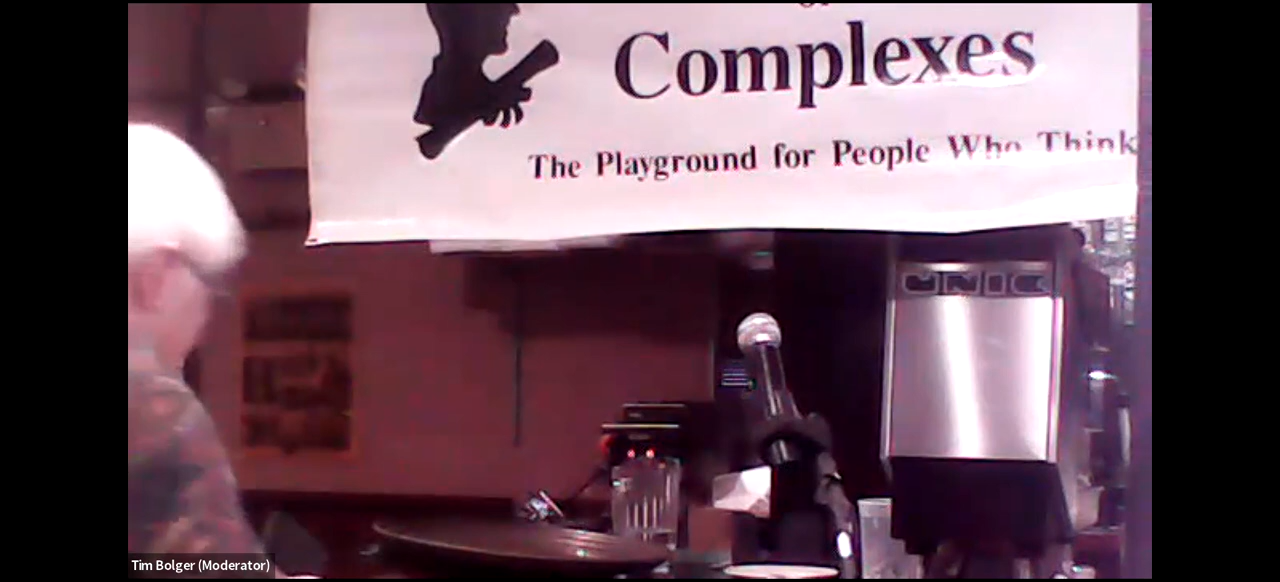 Complexes
The Playground for People Who Think
UNIC
Tim Bolger (Moderator)